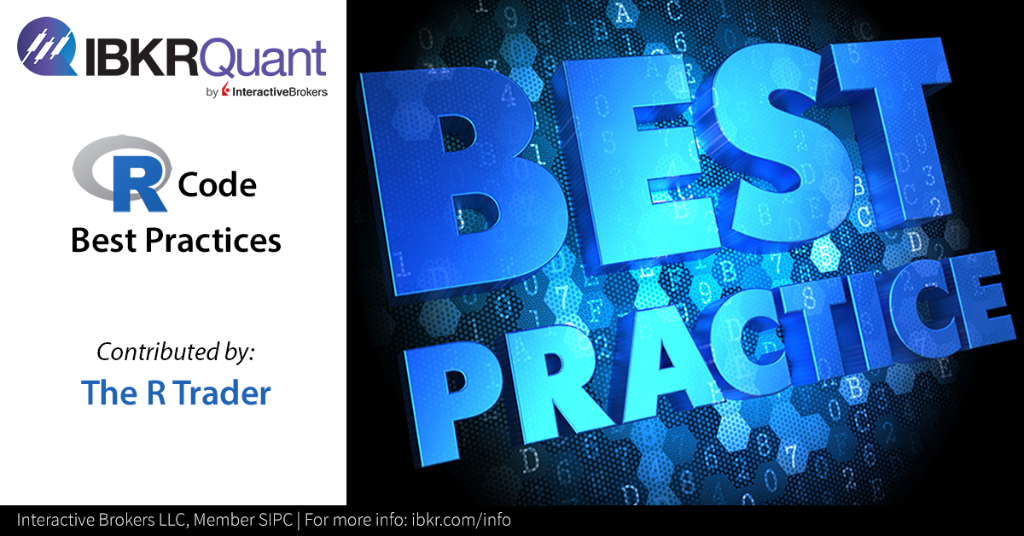 IBKRQuant
by InteractiveBrokers
R Code
Best Practices
Contributed by:
The R Trader
BEST
PRACTICE
Interactive Brokers LLC, Member SIPC | For more info: ibkr.com/info